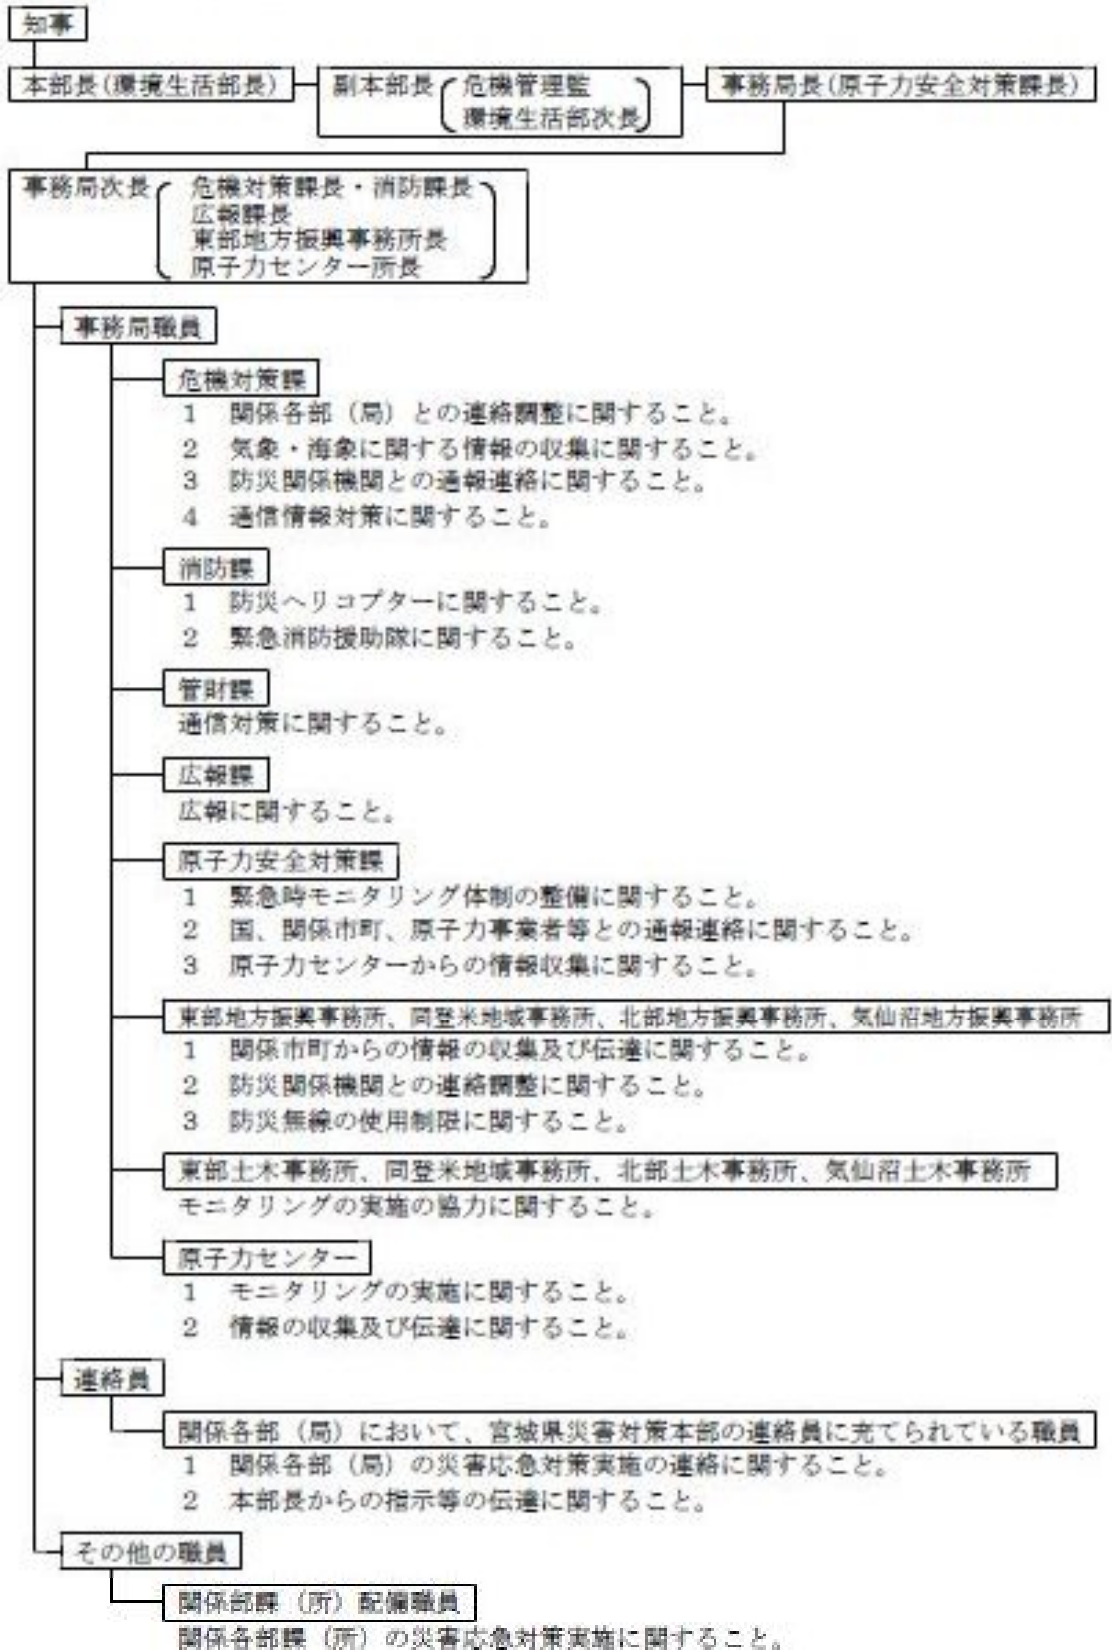 知事
本部長(環境生活部長) 副本部長 危機管理監 事務局長(原子力安全対策課長)
環境生活部次長
事務局次長 危機対策課長・消防課長
広報課長
東部地方振興事務所長
原子力センター所長
事務局職員
危機対策課
1 関係各部(局)との連絡調整に関すること。
2 気象・海象に関する情報の収集に関すること。
3 防災関係機関との通報連絡に関すること。
4 通信情報対策に関すること。
消防課
1 防災ヘリコプターに関すること。
2 緊急消防援助隊に関すること。
管財課
通信対策に関すること。
広報課
広報に関すること。
原子力安全対策課
1 緊急時モニタリング体制の整備に関すること。
2 国、関係市町、原子力事業者等との通報連絡に関すること。
3 原子力センターからの情報収集に関すること。
東部地方振興事務所、同登米地域事務所、北部地方振興事務所、気仙沼地方振興事務所
1 関係市町からの情報の収集及び伝達に関すること。
2 防災関係機関との連絡調整に関すること。
3 防災無線の使用制限に関すること。
東部土木事務所、同登米地域事務所、北部土木事務所、気仙沼土木事務所
モニタリングの実施の協力に関すること。
原子力センター
1 モニタリングの実施に関すること。
2 情報の収集及び伝達に関すること。
連絡員
関係各部(局)において、宮城県災害対策本部の連絡員に充てられている職員
1 関係各部(局)の災害応急対策実施の連絡に関すること。
2 本部長からの指示等の伝達に関すること。
その他の職員
関係部課(所)配備職員
関係各部課(所)の災害応急対策実施に関すること。